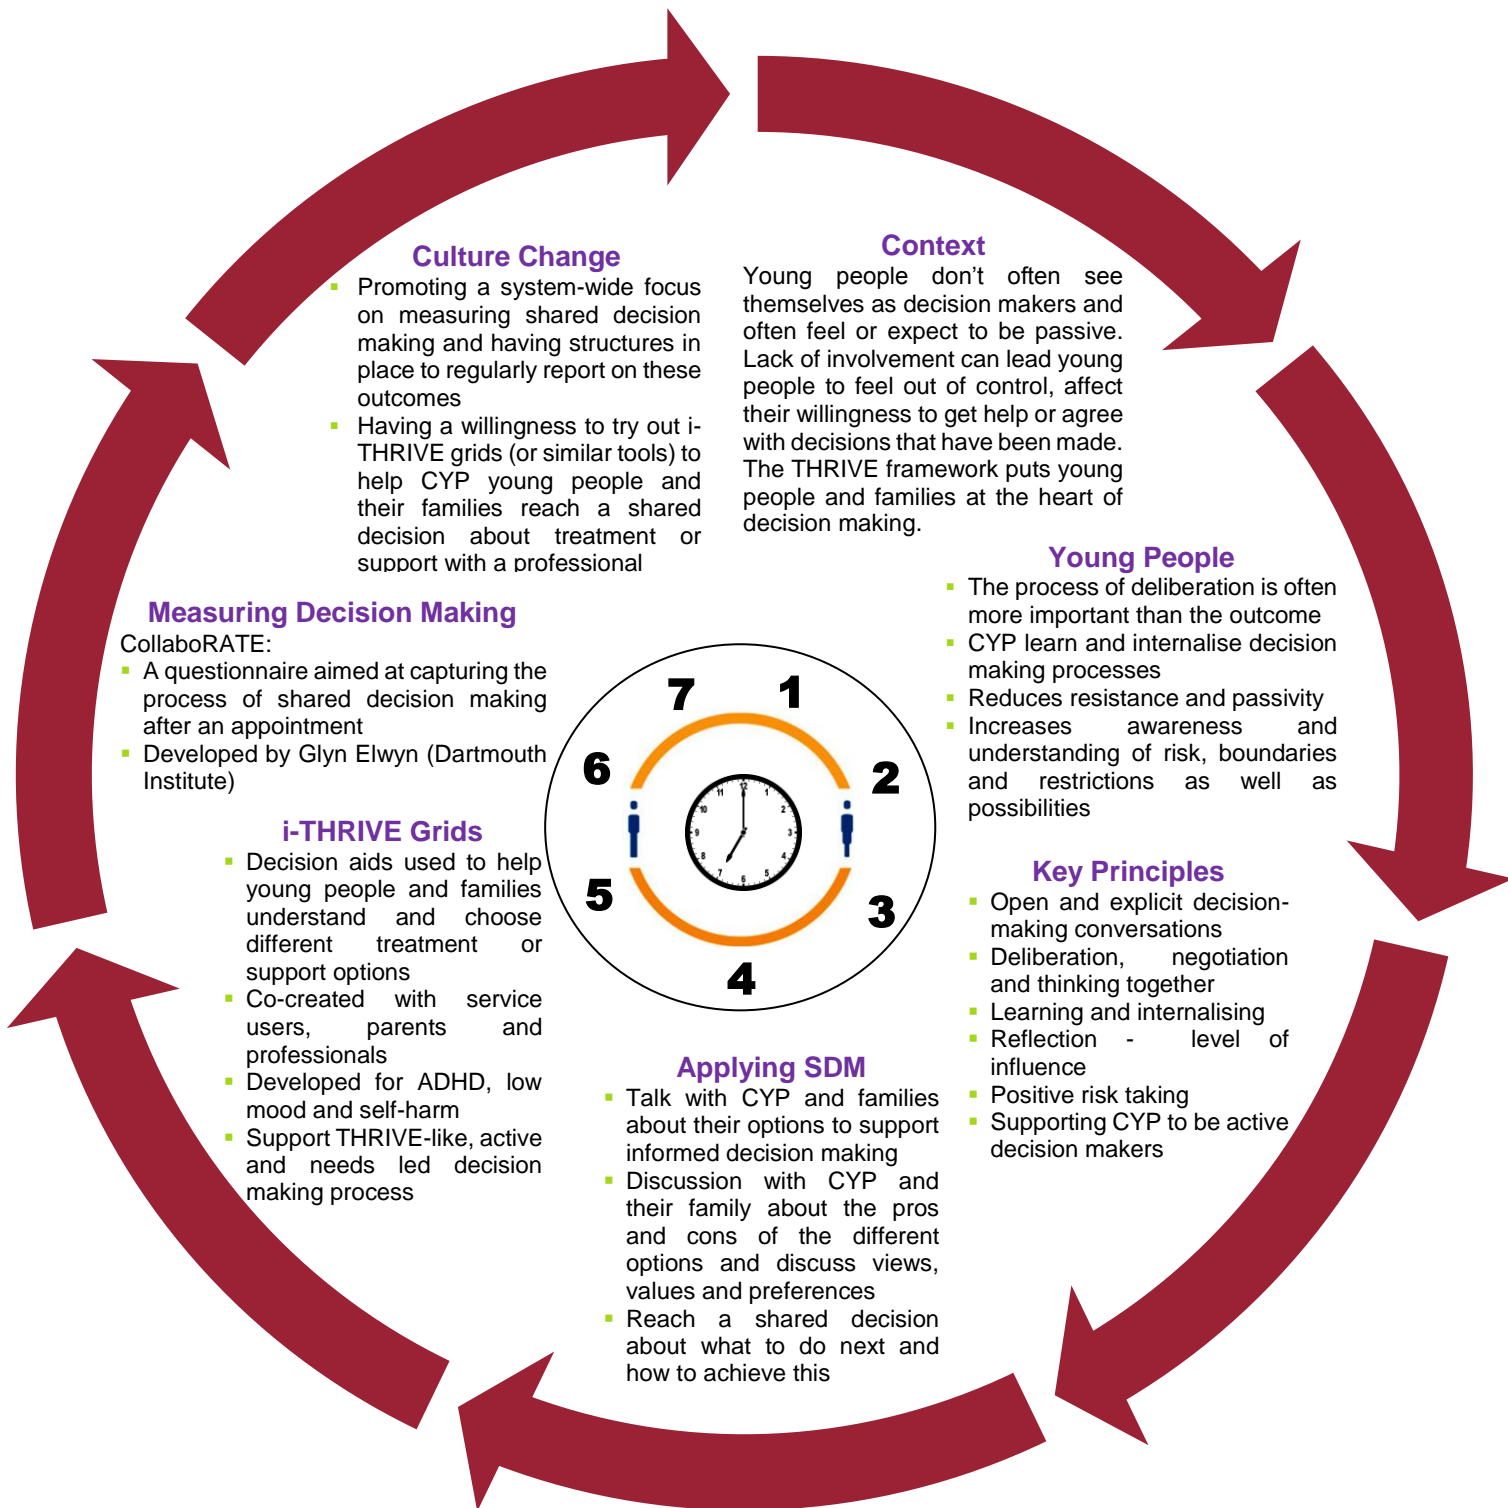 Context
Young people don't often see
themselves as decision makers and
often feel or expect to be passive.
Lack of involvement can lead young
people to feel out of control, affect
their willingness to get help or agree
with decisions that have been made.
The THRIVE framework puts young
people and families at the heart of
decision making.
Young People
▪ The process of deliberation is often
more important than the outcome
▪ CYP learn and internalise decision
making processes
▪ Reduces resistance and passivity
▪ Increases awareness and
understanding of risk, boundaries
and restrictions as well as
possibilities
Key Principles
▪ Open and explicit decision-
making conversations
▪ Deliberation, negotiation
and thinking together
▪ Learning and internalising
▪ Reflection - level of
influence
▪ Positive risk taking
▪ Supporting CYP to be active
decision makers
Applying SDM
▪ Talk with CYP and families
about their options to support
informed decision making
▪ Discussion with CYP and
their family about the pros
and cons of the different
options and discuss views,
values and preferences
▪ Reach a shared decision
about what to do next and
how to achieve this
i-THRIVE Grids
▪ Decision aids used to help
young people and families
understand and choose
different treatment or
support options
▪ Co-created with service
users, parents and
professionals
▪ Developed for ADHD, low
mood and self-harm
▪ Support THRIVE-like, active
and needs led decision
making process
Measuring Decision Making
CollaboRATE:
▪ A questionnaire aimed at capturing the
process of shared decision making
after an appointment
▪ Developed by Glyn Elwyn (Dartmouth
Institute)
Culture Change
▪ Promoting a system-wide focus
on measuring shared decision
making and having structures in
place to regularly report on these
outcomes
▪ Having a willingness to try out i-
THRIVE grids (or similar tools) to
help CYP young people and
their families reach a shared
decision about treatment or
support with a professional
1
2
3
4
5
6
7
12
1
2
3
4
5
6
7
8
9
10
11